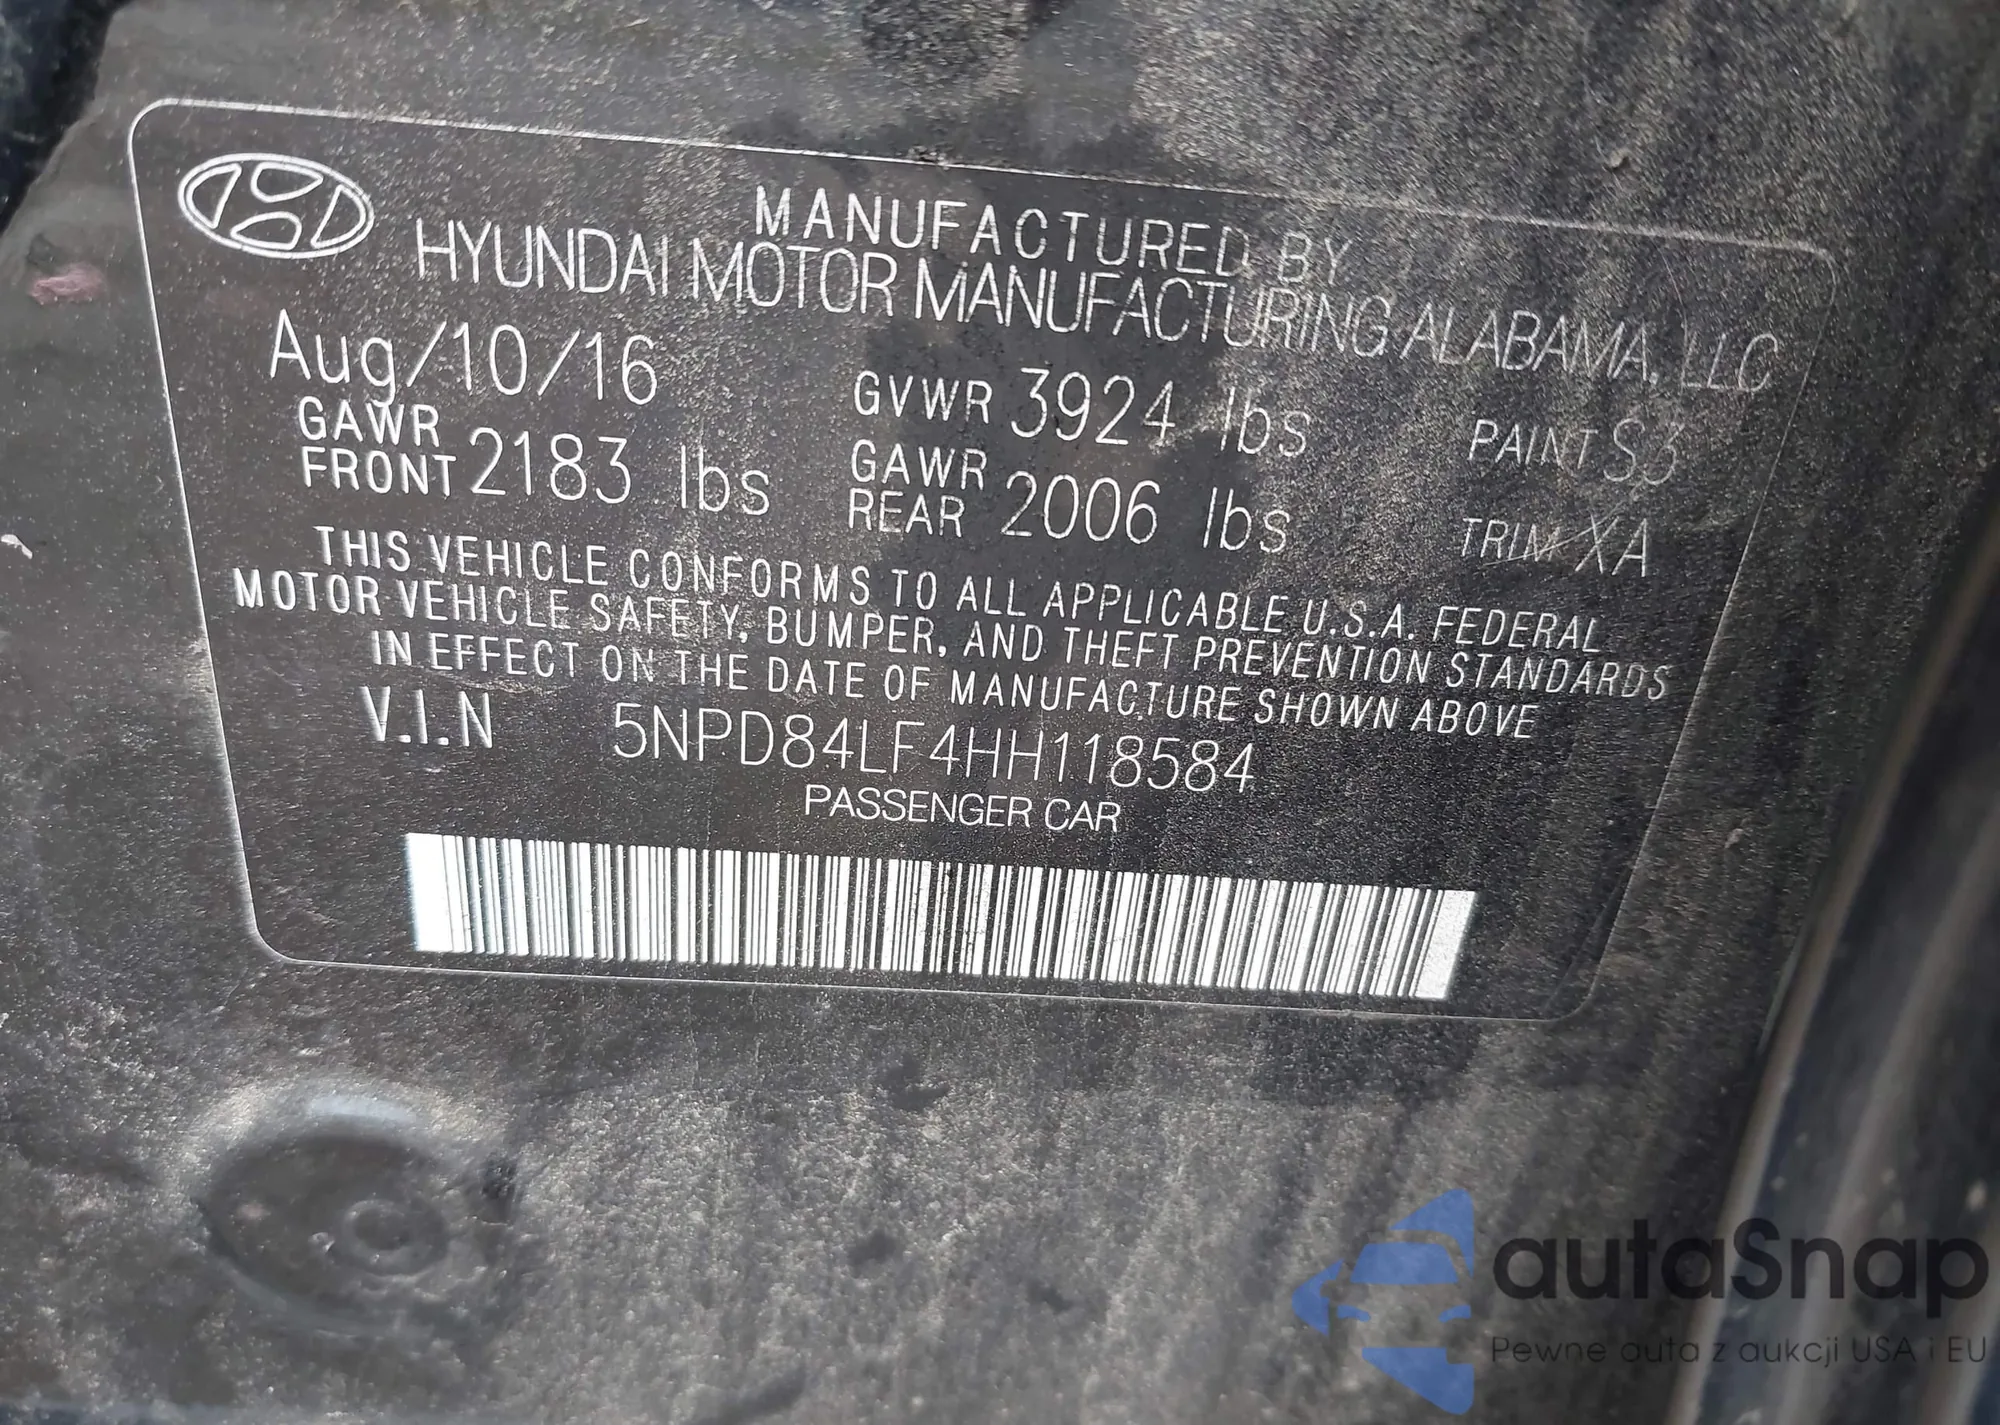 MANUFACTURED BY
HYUNDAI MOTOR MANUFACTURING ALABAMA, LLC
Aug/10/16 GVWR 3924 lbs PAINT S3
GAWR FRONT 2183 lbs GAWR REAR 2006 lbs TRIM XA
THIS VEHICLE CONFORMS TO ALL APPLICABLE U.S.A. FEDERAL
MOTOR VEHICLE SAFETY, BUMPER, AND THEFT PREVENTION STANDARDS
IN EFFECT ON THE DATE OF MANUFACTURE SHOWN ABOVE
V.I.N 5NPD84LF4HH118584
PASSENGER CAR
autaSnap
Pewne auta z aukcji USA i EU